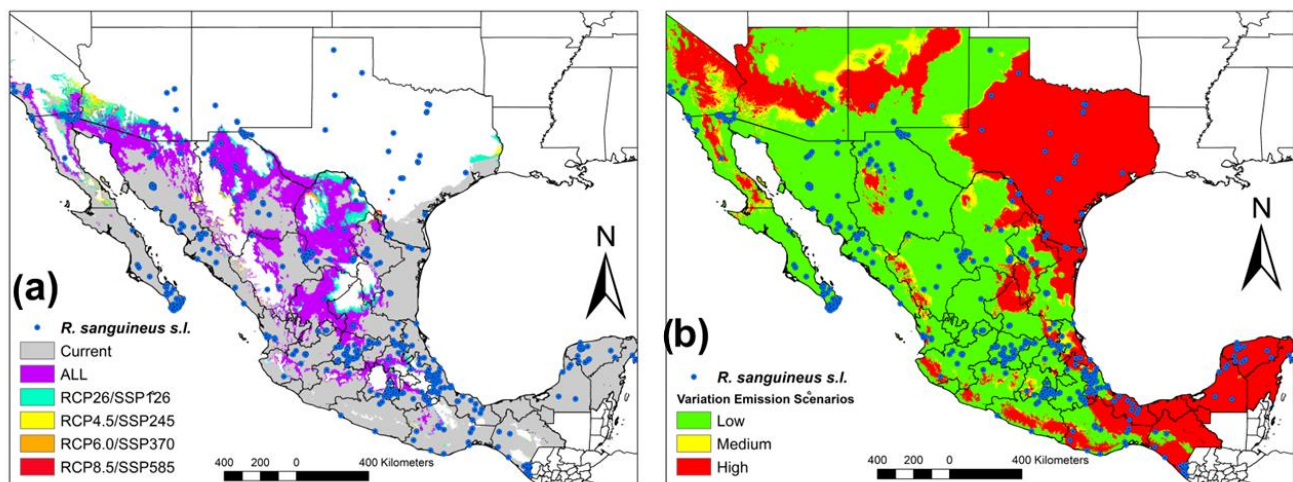 (a)
N
R. sanguineus s.l.
Current
ALL
RCP26/SSP126
RCP4.5/SSP245
RCP6.0/SSP370
RCP8.5/SSP585
400 200 0 400 Kilometers
(b)
N
R. sanguineus s.l.
Variation Emission Scenarios
Low
Medium
High
400 200 0 400 Kilometers